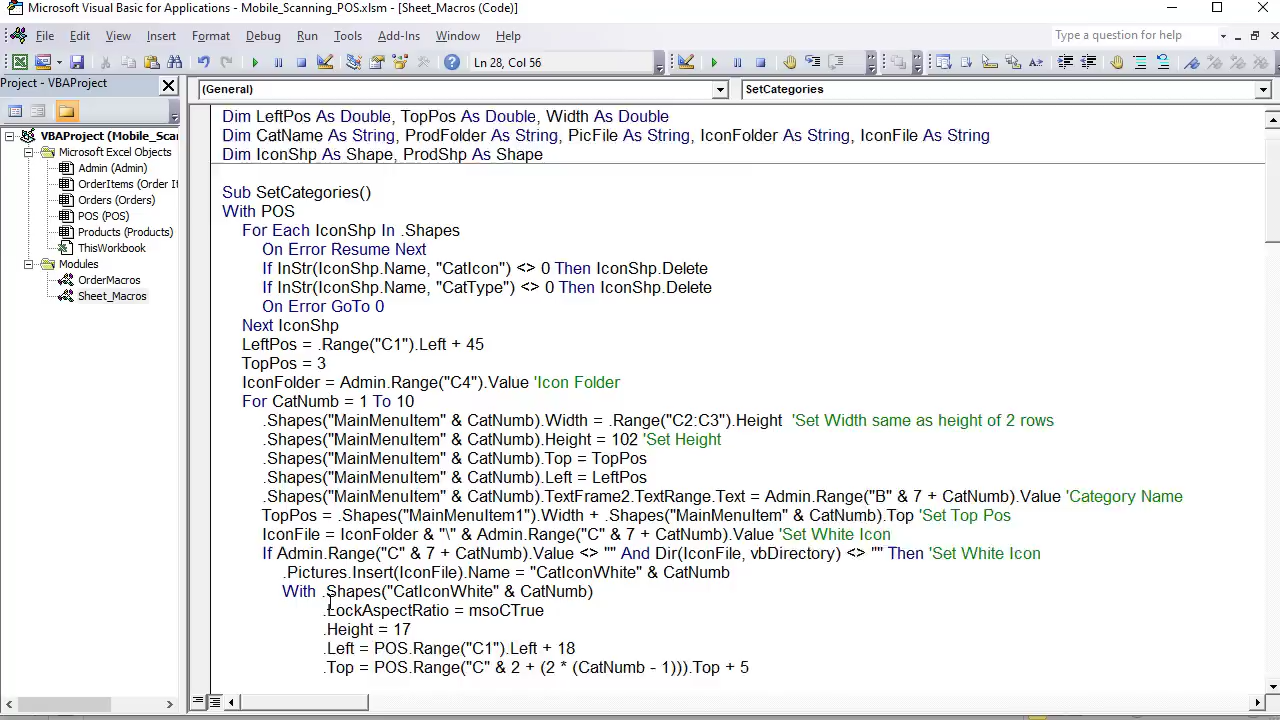 Microsoft Visual Basic for Applications - Mobile_Scanning_POS.xlsm - [Sheet_Macros (Code)]
File Edit View Insert Format Debug Run Tools Add-Ins Window Help
Type a question for help
Ln 28, Col 56
Project - VBAProject
(General)
SetCategories
VBAProject (Mobile_Scan
Microsoft Excel Objects
Admin (Admin)
OrderItems (Order It
Orders (Orders)
POS (POS)
Products (Products)
ThisWorkbook
Modules
OrderMacros
Sheet_Macros
Dim LeftPos As Double, TopPos As Double, Width As Double
Dim CatName As String, ProdFolder As String, PicFile As String, IconFolder As String, IconFile As String
Dim IconShp As Shape, ProdShp As Shape
Sub SetCategories()
With POS
For Each IconShp In .Shapes
On Error Resume Next
If InStr(IconShp.Name, "CatIcon") <> 0 Then IconShp.Delete
If InStr(IconShp.Name, "CatType") <> 0 Then IconShp.Delete
On Error GoTo 0
Next IconShp
LeftPos = .Range("C1").Left + 45
TopPos = 3
IconFolder = Admin.Range("C4").Value 'Icon Folder
For CatNumb = 1 To 10
.Shapes("MainMenuItem" & CatNumb).Width = .Range("C2:C3").Height 'Set Width same as height of 2 rows
.Shapes("MainMenuItem" & CatNumb).Height = 102 'Set Height
.Shapes("MainMenuItem" & CatNumb).Top = TopPos
.Shapes("MainMenuItem" & CatNumb).Left = LeftPos
.Shapes("MainMenuItem" & CatNumb).TextFrame2.TextRange.Text = Admin.Range("B" & 7 + CatNumb).Value 'Category Name
TopPos = .Shapes("MainMenuItem1").Width + .Shapes("MainMenuItem" & CatNumb).Top 'Set Top Pos
IconFile = IconFolder & "\" & Admin.Range("C" & 7 + CatNumb).Value 'Set White Icon
If Admin.Range("C" & 7 + CatNumb).Value <> "" And Dir(IconFile, vbDirectory) <> "" Then 'Set White Icon
.Pictures.Insert(IconFile).Name = "CatIconWhite" & CatNumb
With .Shapes("CatIconWhite" & CatNumb)
.LockAspectRatio = msoCTrue
.Height = 17
.Left = POS.Range("C1").Left + 18
.Top = POS.Range("C" & 2 + (2 * (CatNumb - 1))).Top + 5